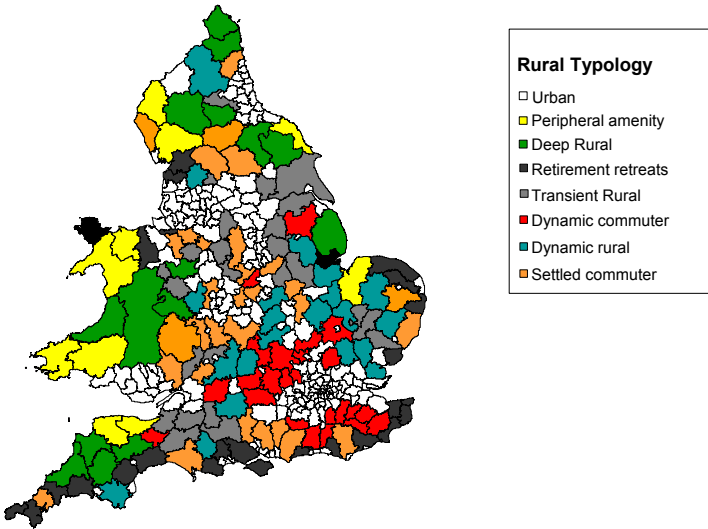 Rural Typology
Urban
Peripheral amenity
Deep Rural
Retirement retreats
Transient Rural
Dynamic commuter
Dynamic rural
Settled commuter